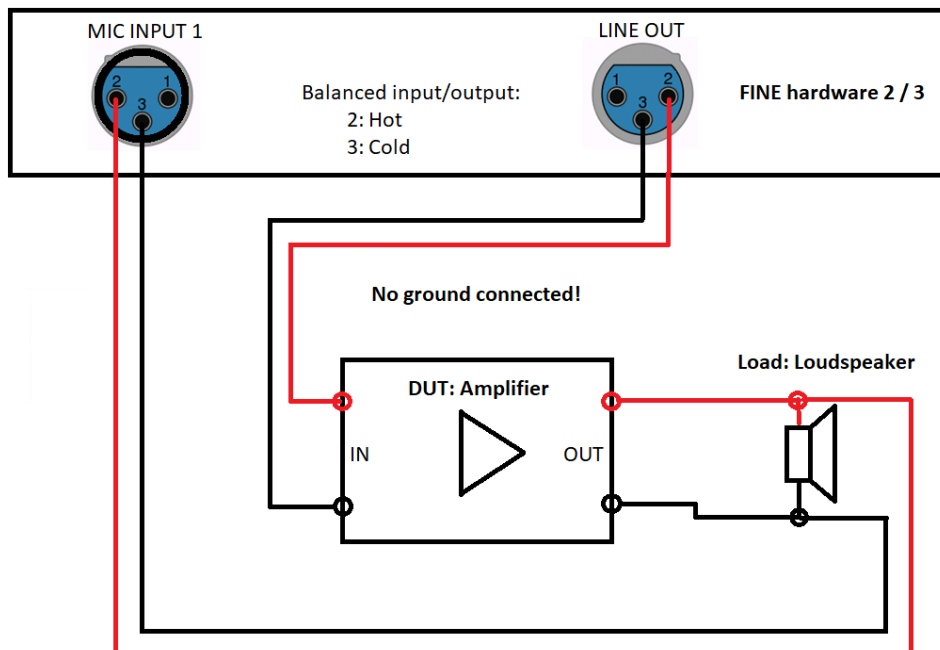 MIC INPUT 1
LINE OUT
2
1
3
1
2
3
Balanced input/output:
2: Hot
3: Cold
FINE hardware 2 / 3
No ground connected!
Load: Loudspeaker
DUT: Amplifier
IN
OUT